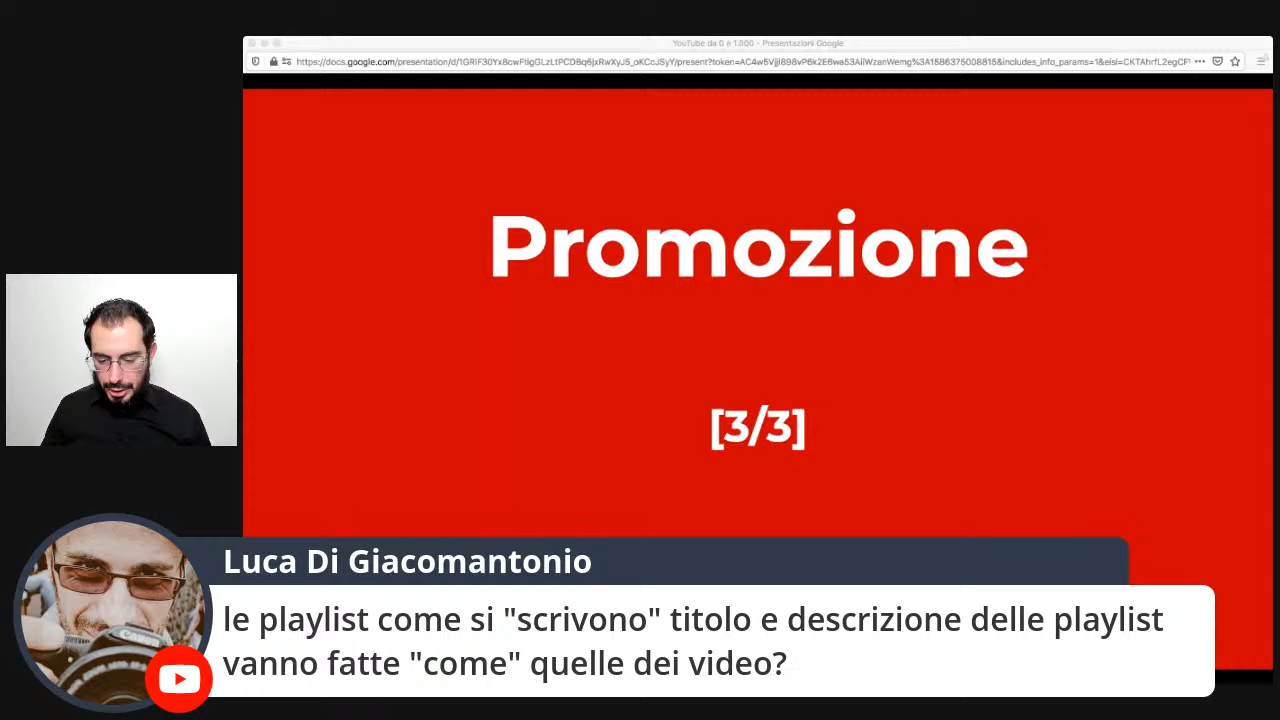 YouTube da 0 e 1.000 - Presentazioni Google
Promozione
[3/3]
Luca Di Giacomantonio
le playlist come si "scrivono" titolo e descrizione delle playlist
vanno fatte "come" quelle dei video?
Canon